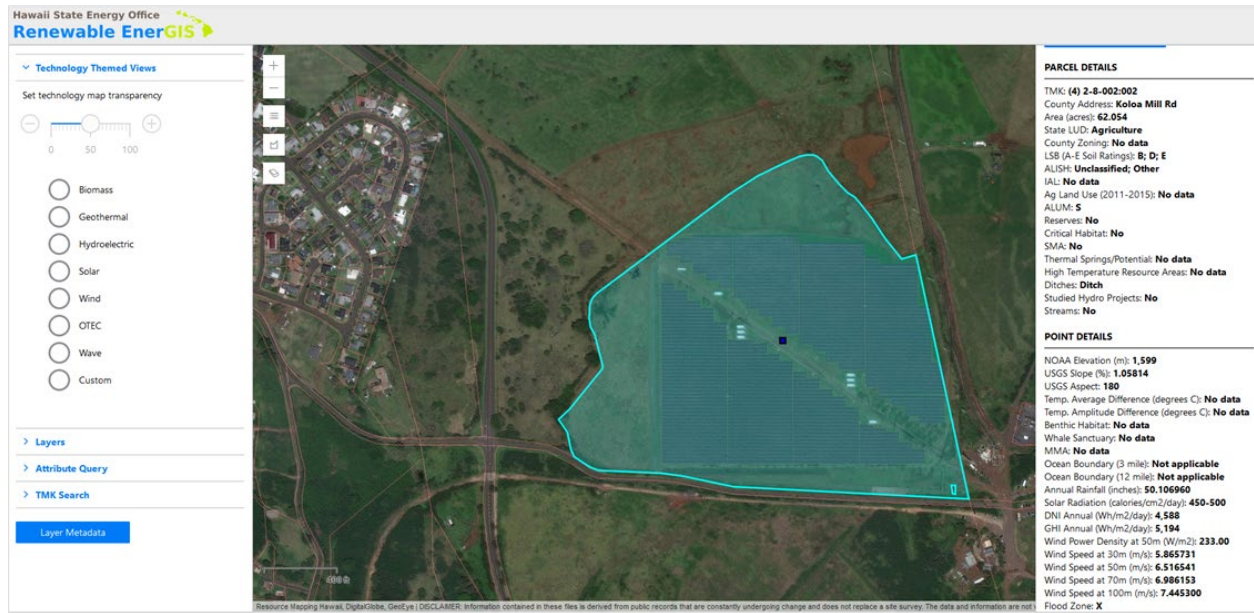 Hawaii State Energy Office
Renewable EnerGIS
Technology Themed Views
Set technology map transparency
0 50 100
Biomass
Geothermal
Hydroelectric
Solar
Wind
OTEC
Wave
Custom
Layers
Attribute Query
TMK Search
Layer Metadata
400 ft
Resource Mapping Hawaii, DigitalGlobe, GeoEye | DISCLAIMER: Information contained in these files is derived from public records that are constantly undergoing change and does not replace a site survey. The data and information are not
PARCEL DETAILS
TMK: (4) 2-8-002:002
County Address: Koloa Mill Rd
Area (acres): 62.054
State LUD: Agriculture
County Zoning: No data
LSB (A-E Soil Ratings): B; D; E
ALISH: Unclassified; Other
IAL: No data
Ag Land Use (2011-2015): No data
ALUM: S
Reserves: No
Critical Habitat: No
SMA: No
Thermal Springs/Potential: No data
High Temperature Resource Areas: No data
Ditches: Ditch
Studied Hydro Projects: No
Streams: No
POINT DETAILS
NOAA Elevation (m): 1,599
USGS Slope (%): 1.05814
USGS Aspect: 180
Temp. Average Difference (degrees C): No data
Temp. Amplitude Difference (degrees C): No data
Benthic Habitat: No data
Whale Sanctuary: No data
MMA: No data
Ocean Boundary (3 mile): Not applicable
Ocean Boundary (12 mile): Not applicable
Annual Rainfall (inches): 50.106960
Solar Radiation (calories/cm2/day): 450-500
DNI Annual (Wh/m2/day): 4,588
GHI Annual (Wh/m2/day): 5,194
Wind Power Density at 50m (W/m2): 233.00
Wind Speed at 30m (m/s): 5.865731
Wind Speed at 50m (m/s): 6.516541
Wind Speed at 70m (m/s): 6.986153
Wind Speed at 100m (m/s): 7.445300
Flood Zone: X